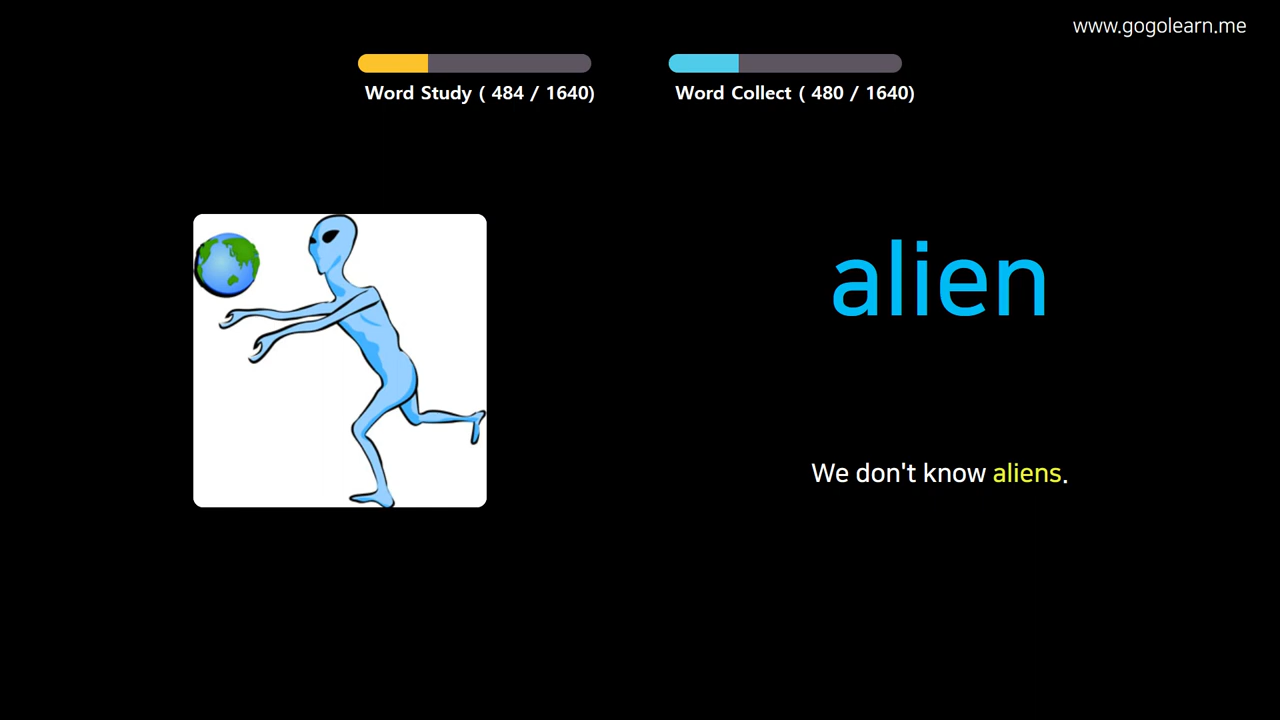 www.gogolearn.me
Word Study ( 484 / 1640)
Word Collect ( 480 / 1640)
alien
We don't know aliens.